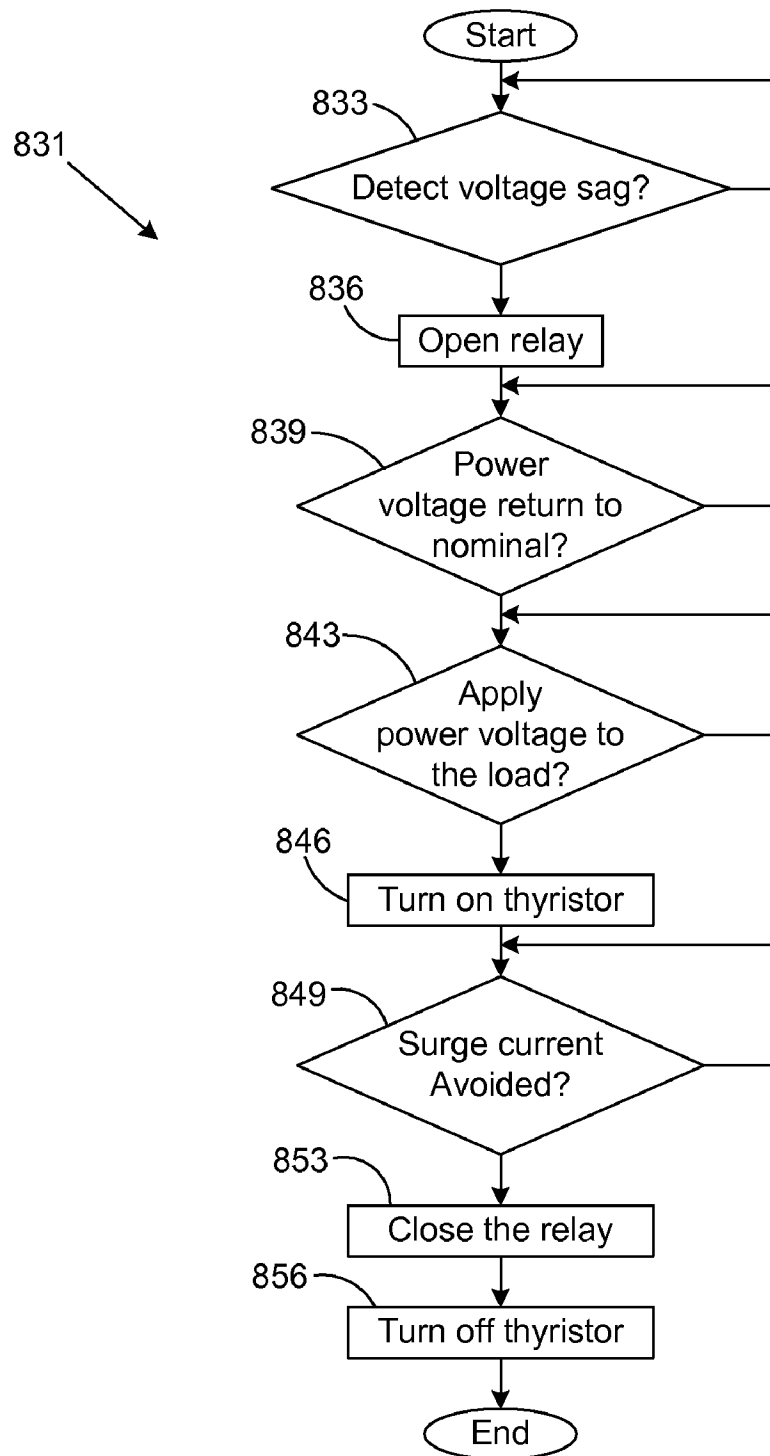 Start
833
831
Detect voltage sag?
836
Open relay
839
Power
voltage return to
nominal?
843
Apply
power voltage to
the load?
846
Turn on thyristor
849
Surge current
Avoided?
853
Close the relay
856
Turn off thyristor
End